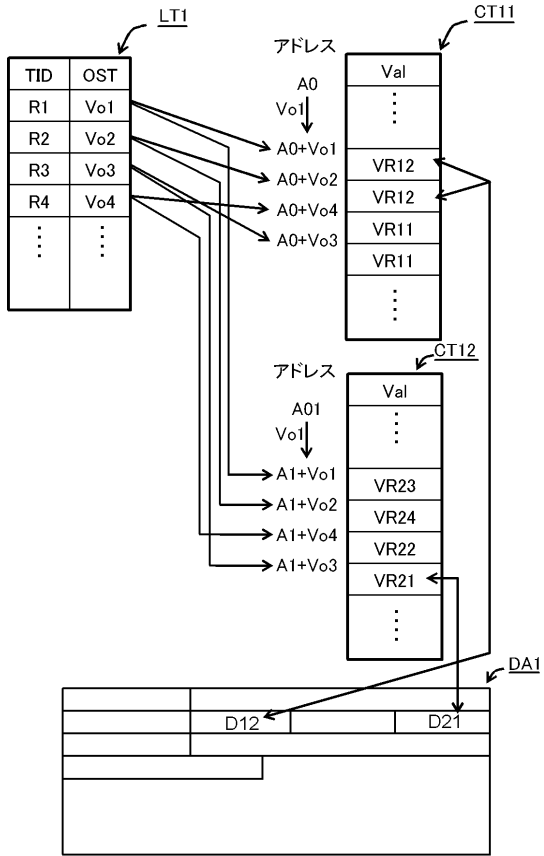 LT1
TID OST
R1 Vo1
R2 Vo2
R3 Vo3
R4 Vo4
CT11
アドレス
A0
Vo1
A0+Vo1
A0+Vo2
A0+Vo4
A0+Vo3
Val
VR12
VR12
VR11
VR11
CT12
アドレス
A01
Vo1
A1+Vo1
A1+Vo2
A1+Vo4
A1+Vo3
Val
VR23
VR24
VR22
VR21
DA1
D12 D21